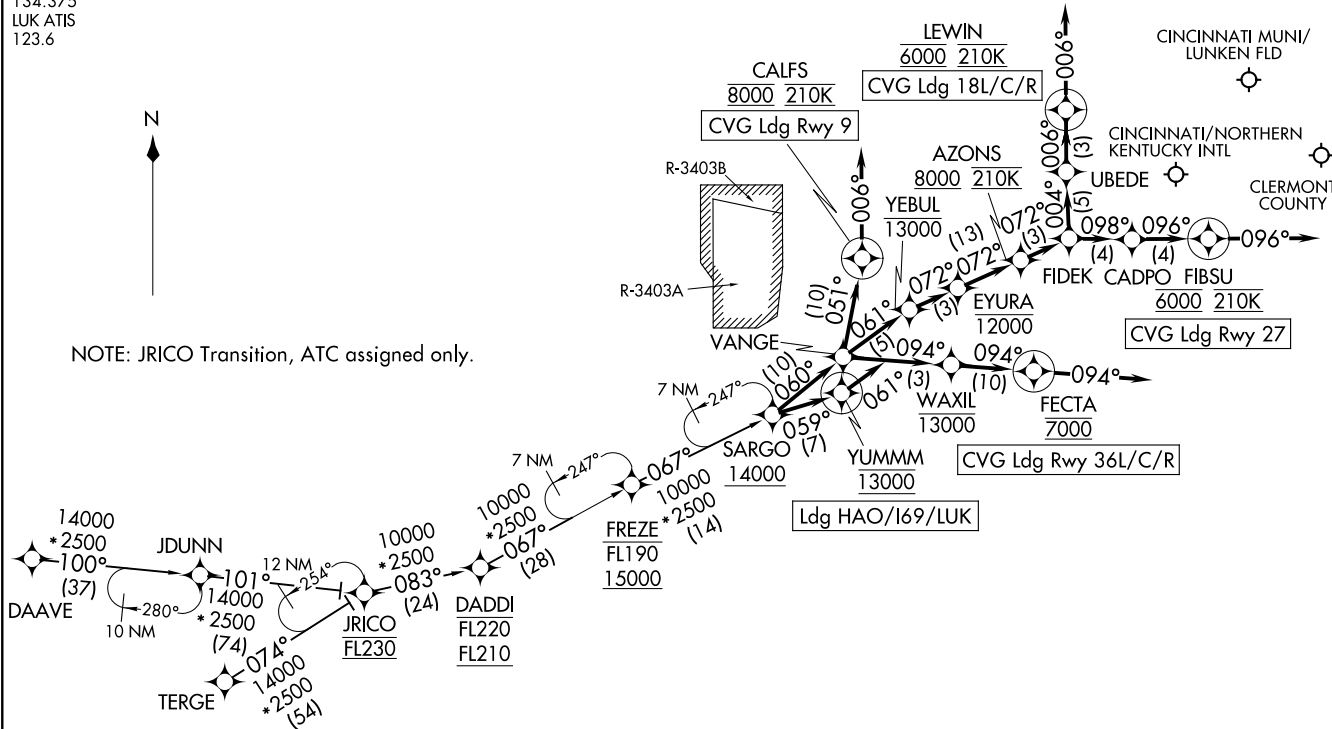 134.375
LUK ATIS
123.6
N
NOTE: JRICO Transition, ATC assigned only.
LEWIN
6000 210K
CVG Ldg 18L/C/R
CALFS
8000 210K
CVG Ldg Rwy 9
CINCINNATI MUNI/
LUNKEN FLD
CINCINNATI/NORTHERN
KENTUCKY INTL
CLERMONT
COUNTY
R-3403B
R-3403A
AZONS
8000 210K
YEBUL
13000
006°
006°
006°
(3)
UBEDE
004°
(5)
072°
(3)
(13)
072°
072°
(3)
EYURA
12000
FIDEK
098°
(4)
CADPO
096°
(4)
FIBSU
6000 210K
CVG Ldg Rwy 27
096°
(10)
051°
061°
(5)
VANGE
094°
(3)
WAXIL
13000
094°
(10)
FECTA
7000
CVG Ldg Rwy 36L/C/R
094°
(10)
060°
061°
059°
(7)
YUMMM
13000
Ldg HAO/I69/LUK
7 NM
247°
SARGO
14000
067°
10000
*2500
(14)
7 NM
247°
FREZE
FL190
15000
10000
*2500
067°
(28)
DADDI
FL220
FL210
10000
*2500
083°
(24)
JRICO
FL230
12 NM
254°
JDUNN
101°
14000
*2500
(74)
14000
*2500
100°
(37)
DAAVE
280°
10 NM
074°
14000
*2500
(54)
TERGE